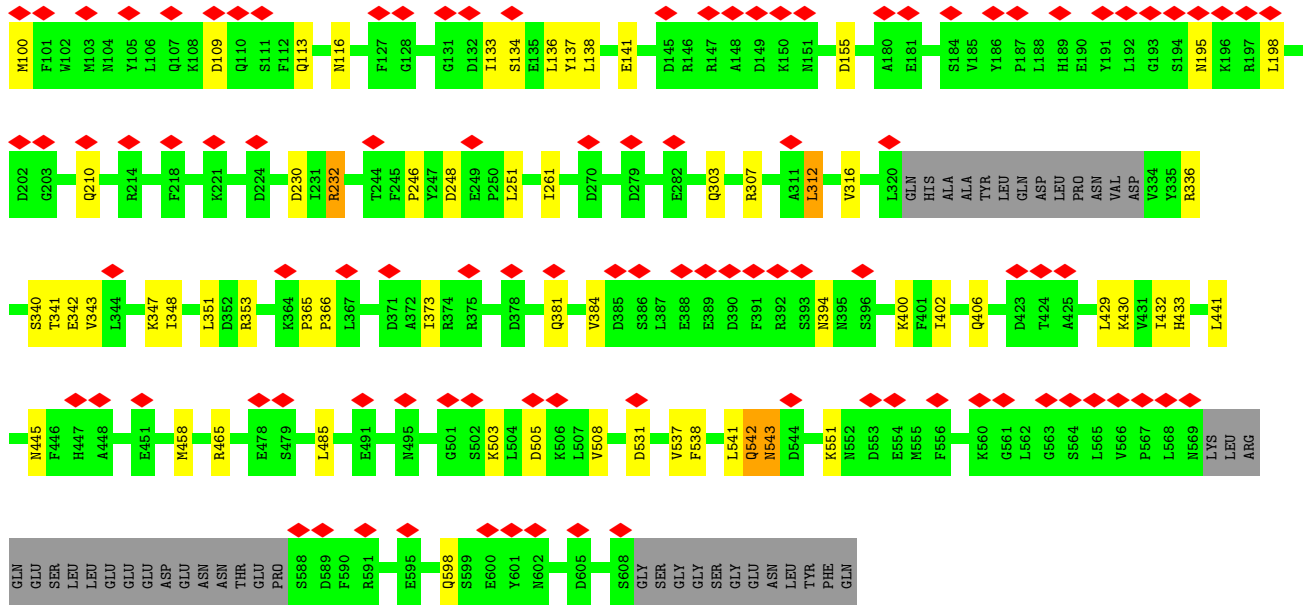 M100 F101 W102 M103 N104 Y105 L106 Q107 K108 D109 Q110 S111 F112 Q113 N116 F127 G128 G131 D132 I133 S134 E135 L136 Y137 L138 E141 D145 R146 R147 A148 D149 K150 N151 D155 A180 E181 S184 V185 Y186 P187 L188 H189 E190 Y191 L192 G193 S194 N195 K196 R197 L198
D202 G203 Q210 R214 F218 K221 D224 D230 I231 R232 T244 F245 P246 Y247 D248 E249 P250 L251 I261 D270 D279 E282 Q303 R307 A311 L312 V316 L320 GLN HIS ALA ALA TYR LEU GLN ASP LEU PRO ASN VAL ASP V334 Y335 R336
S340 T341 E342 V343 L344 K347 I348 L351 D352 R353 K364 P365 P366 L367 D371 A372 I373 R374 R375 D378 Q381 V384 D385 S386 L387 E388 E389 D390 F391 R392 S393 N394 N395 S396 K400 F401 I402 Q406 D423 T424 A425 L429 K430 V431 I432 H433 L441
N445 F446 H447 A448 E451 M458 R465 E478 S479 L485 E491 N495 G501 S502 K503 L504 D505 K506 L507 V508 D531 V537 F538 L541 Q542 N543 D544 K551 N552 D553 E554 M555 F556 K560 G561 L562 G563 S564 L565 V566 P567 L568 N569 LYS LEU ARG
GLN GLU SER LEU LEU GLU GLU GLU ASP GLU ASN ASN THR GLU PRO S588 D589 F590 R591 E595 Q598 S599 E600 Y601 N602 D605 S608 GLY SER GLY GLY SER GLY GLU ASN LEU TYR PHE GLN